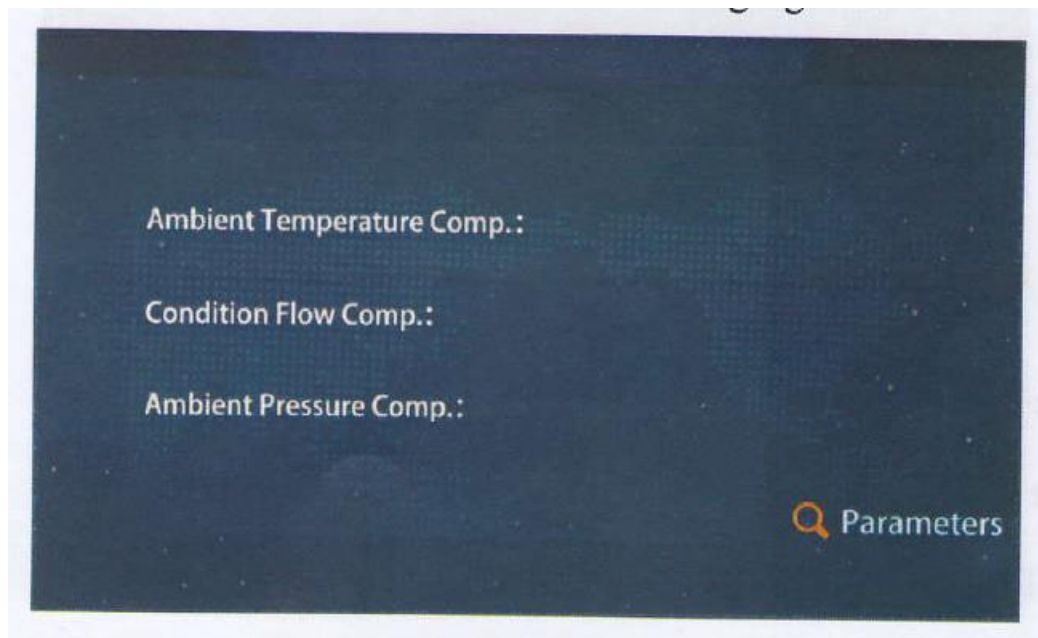 Ambient Temperature Comp.:
Condition Flow Comp.:
Ambient Pressure Comp.:
Parameters